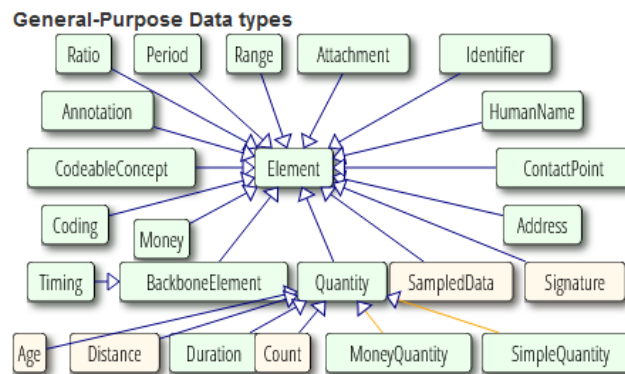 General-Purpose Data types
Ratio
Period
Range
Attachment
Identifier
Annotation
HumanName
CodeableConcept
Element
ContactPoint
Coding
Money
Address
Timing
BackboneElement
Quantity
SampledData
Signature
Age
Distance
Duration
Count
MoneyQuantity
SimpleQuantity